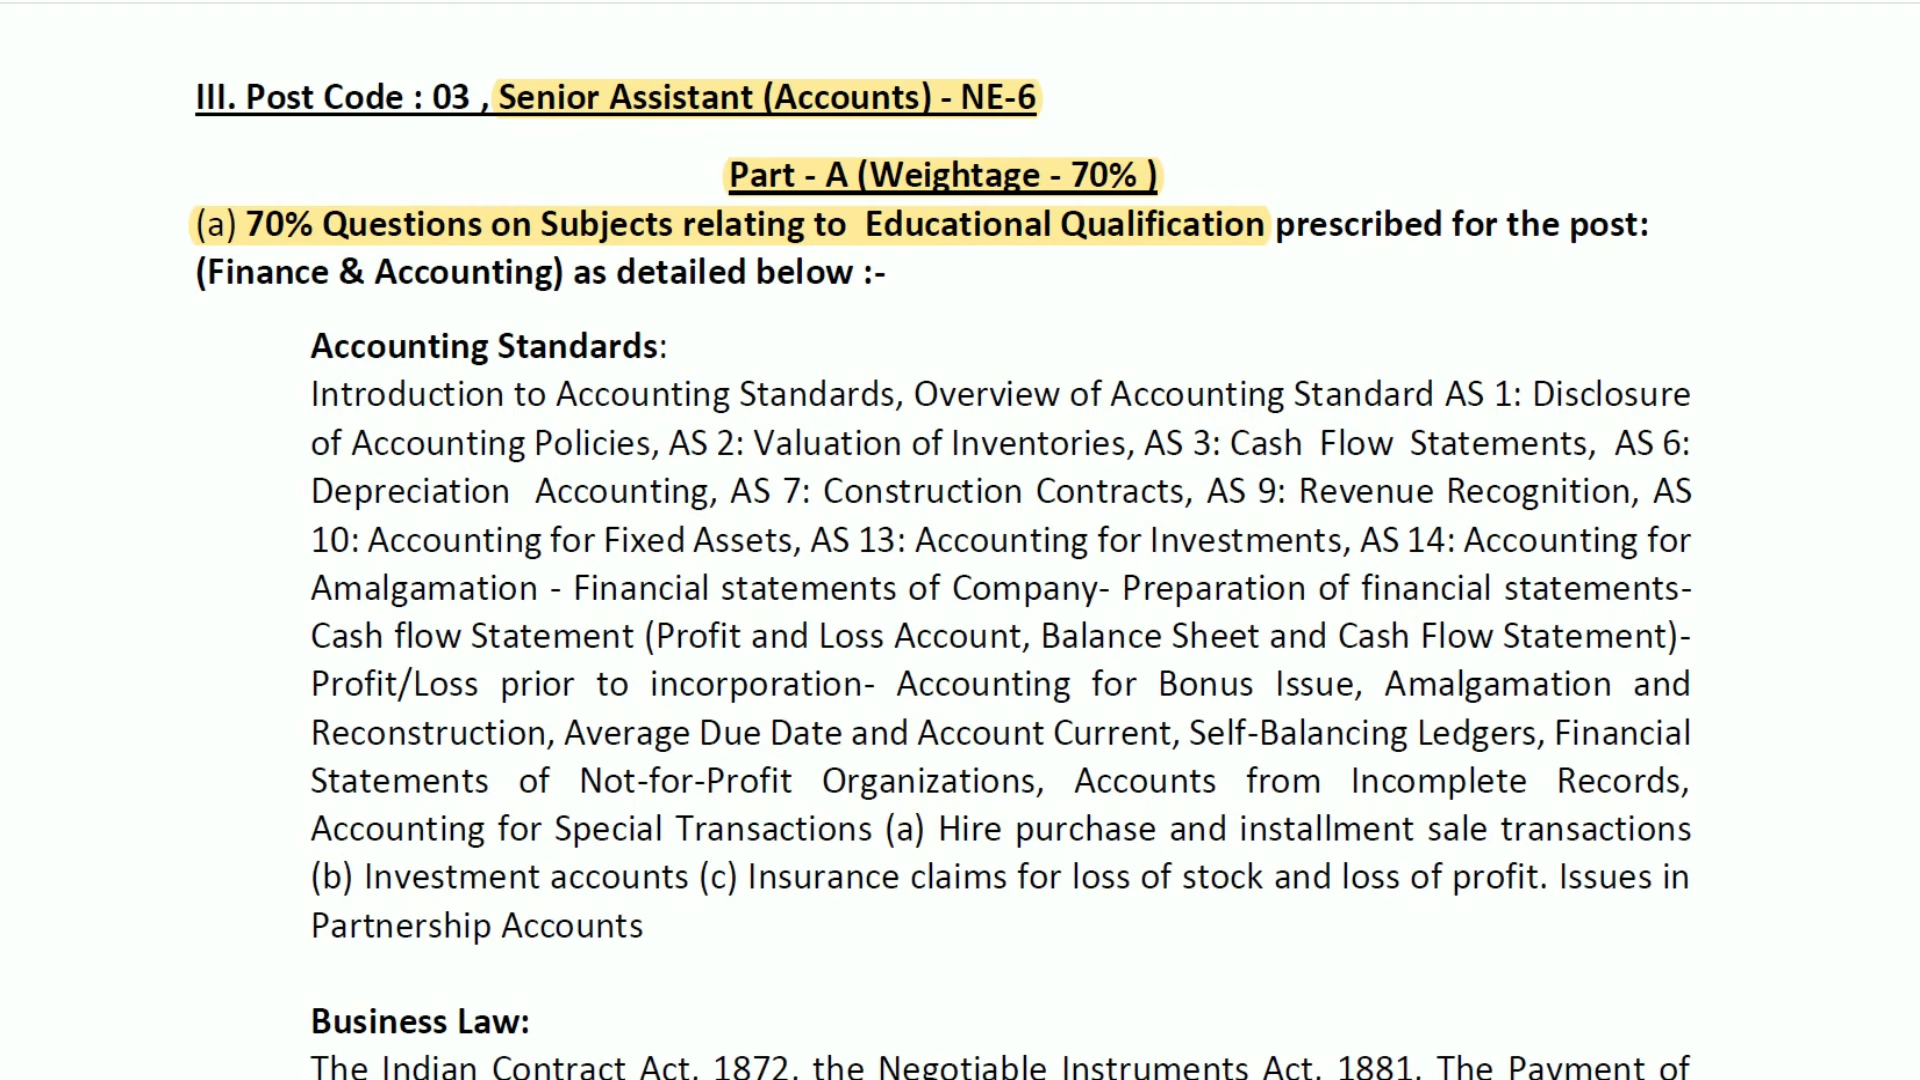 III. Post Code : 03 , Senior Assistant (Accounts) - NE-6
Part - A (Weightage - 70% )
(a) 70% Questions on Subjects relating to Educational Qualification prescribed for the post:
(Finance & Accounting) as detailed below :-
Accounting Standards:
Introduction to Accounting Standards, Overview of Accounting Standard AS 1: Disclosure
of Accounting Policies, AS 2: Valuation of Inventories, AS 3: Cash Flow Statements, AS 6:
Depreciation Accounting, AS 7: Construction Contracts, AS 9: Revenue Recognition, AS
10: Accounting for Fixed Assets, AS 13: Accounting for Investments, AS 14: Accounting for
Amalgamation - Financial statements of Company- Preparation of financial statements-
Cash flow Statement (Profit and Loss Account, Balance Sheet and Cash Flow Statement)-
Profit/Loss prior to incorporation- Accounting for Bonus Issue, Amalgamation and
Reconstruction, Average Due Date and Account Current, Self-Balancing Ledgers, Financial
Statements of Not-for-Profit Organizations, Accounts from Incomplete Records,
Accounting for Special Transactions (a) Hire purchase and installment sale transactions
(b) Investment accounts (c) Insurance claims for loss of stock and loss of profit. Issues in
Partnership Accounts
Business Law:
The Indian Contract Act, 1872, the Negotiable Instruments Act, 1881, The Payment of